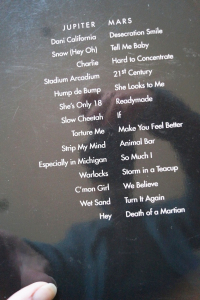 JUPITER MARS
Dani California Desecration Smile
Snow (Hey Oh) Tell Me Baby
Charlie Hard to Concentrate
Stadium Arcadium 21st Century
Hump de Bump She Looks to Me
She's Only 18 Readymade
Slow Cheetah If
Torture Me Make You Feel Better
Strip My Mind Animal Bar
Especially in Michigan So Much I
Warlocks Storm in a Teacup
C'mon Girl We Believe
Wet Sand Turn It Again
Hey Death of a Martian